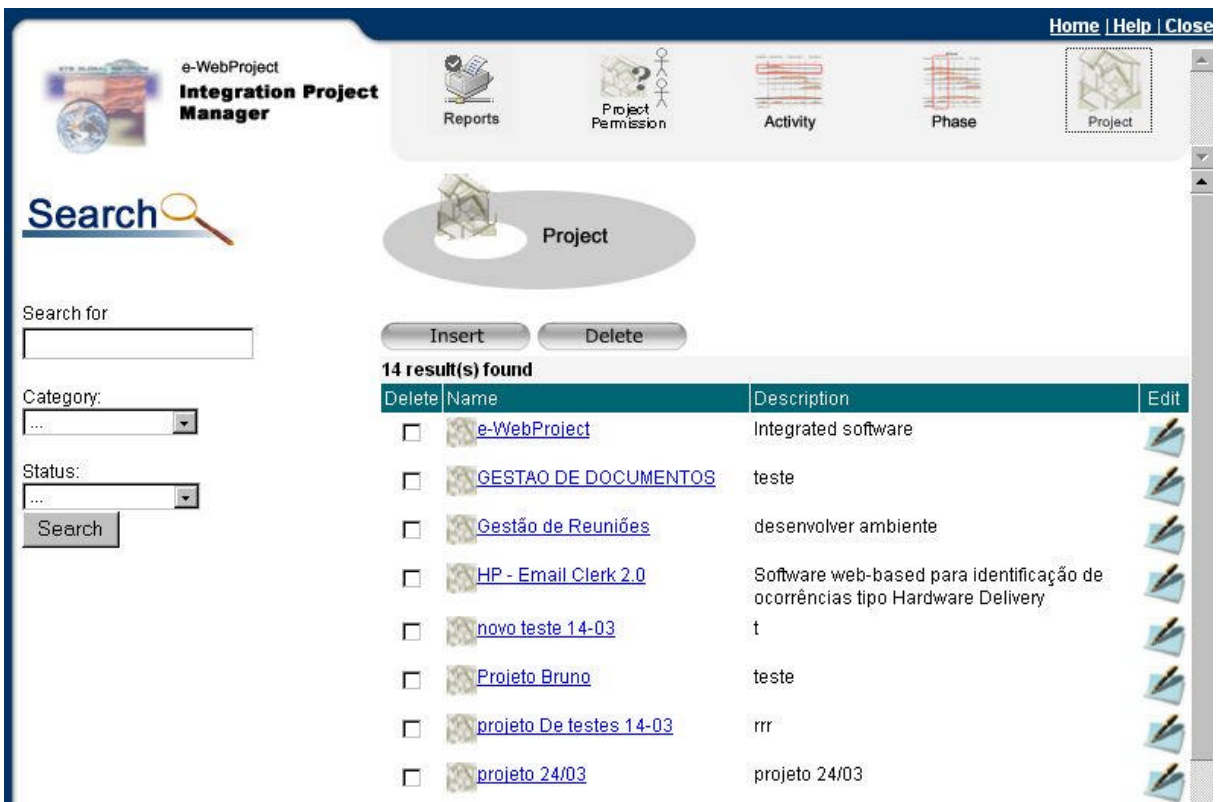 Home | Help | Close
e-WebProject
Integration Project
Manager
Reports
Project
Permission
Activity
Phase
Project
Search
Project
Search for
Insert
Delete
14 result(s) found
Category:
...
Status:
...
Search
Delete Name Description Edit
e-WebProject Integrated software
GESTAO DE DOCUMENTOS teste
Gestão de Reuniões desenvolver ambiente
HP - Email Clerk 2.0 Software web-based para identificação de
ocorrências tipo Hardware Delivery
novo teste 14-03 t
Projeto Bruno teste
projeto De testes 14-03 rrr
projeto 24/03 projeto 24/03